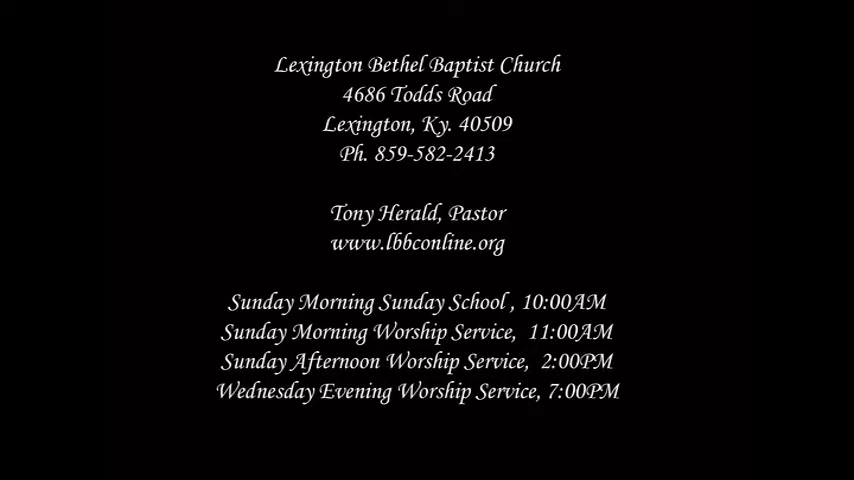 Lexington Bethel Baptist Church
4686 Todds Road
Lexington, Ky. 40509
Ph. 859-582-2413
Tony Herald, Pastor
www.lbbconline.org
Sunday Morning Sunday School , 10:00AM
Sunday Morning Worship Service, 11:00AM
Sunday Afternoon Worship Service, 2:00PM
Wednesday Evening Worship Service, 7:00PM